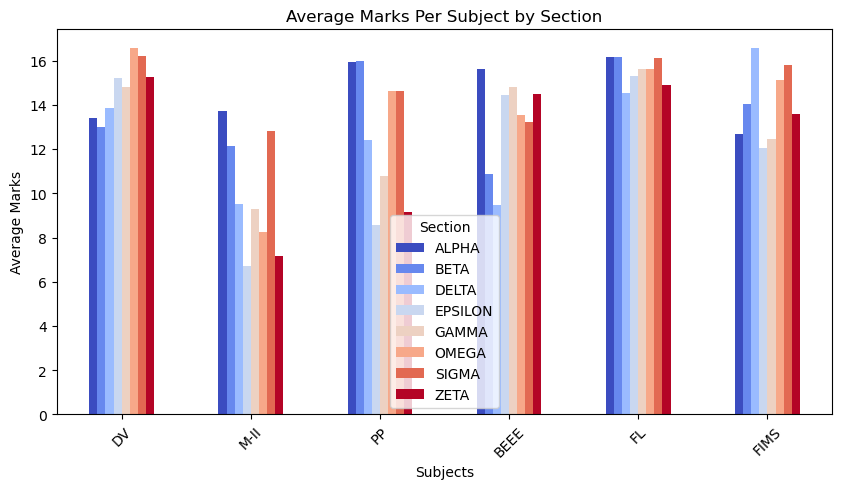 Average Marks Per Subject by Section
Average Marks
16
14
12
10
8
6
4
2
0
Section
ALPHA
BETA
DELTA
EPSILON
GAMMA
OMEGA
SIGMA
ZETA
DV
M-II
PP
BEEE
FL
FIMS
Subjects